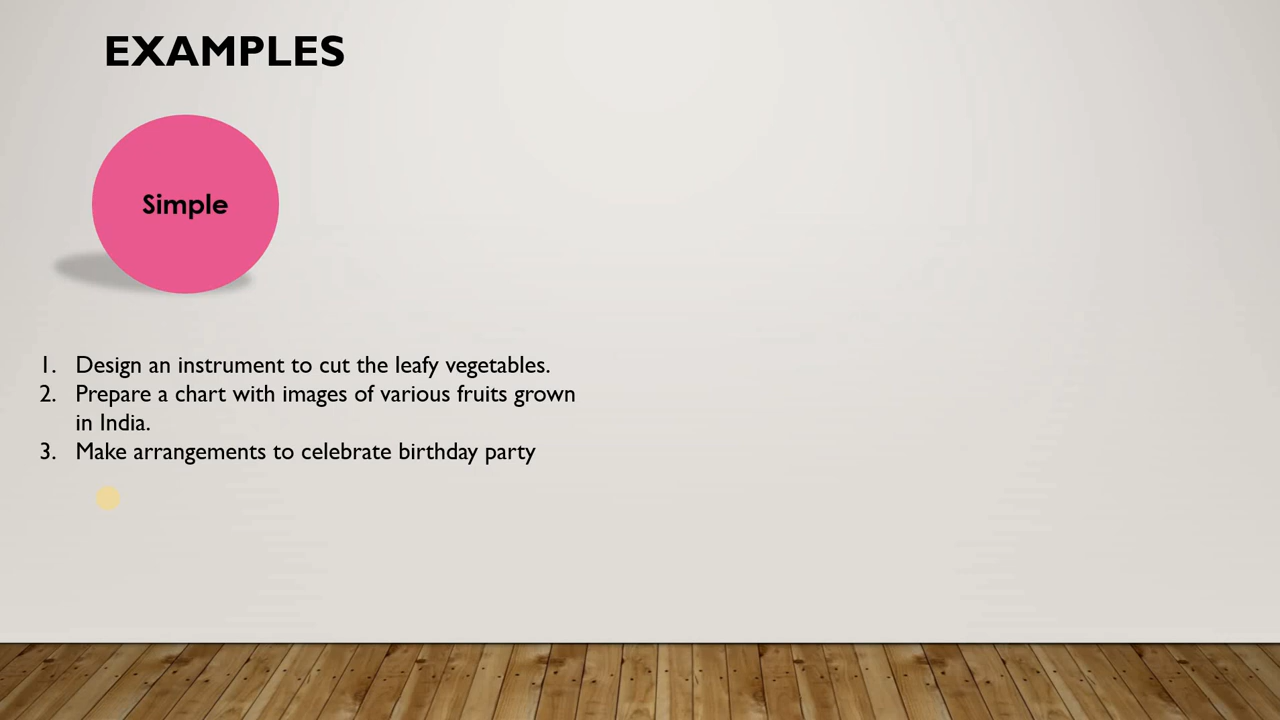 EXAMPLES
Simple
1. Design an instrument to cut the leafy vegetables.
2. Prepare a chart with images of various fruits grown
in India.
3. Make arrangements to celebrate birthday party